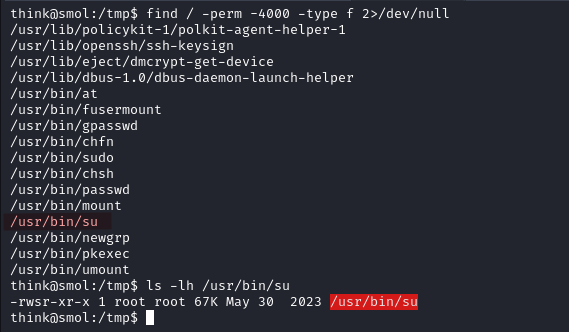 think@smol:/tmp$ find / -perm -4000 -type f 2>/dev/null
/usr/lib/policykit-1/polkit-agent-helper-1
/usr/lib/openssh/ssh-keysign
/usr/lib/eject/dmcrypt-get-device
/usr/lib/dbus-1.0/dbus-daemon-launch-helper
/usr/bin/at
/usr/bin/fusermount
/usr/bin/gpasswd
/usr/bin/chfn
/usr/bin/sudo
/usr/bin/chsh
/usr/bin/passwd
/usr/bin/mount
/usr/bin/su
/usr/bin/newgrp
/usr/bin/pkexec
/usr/bin/umount
think@smol:/tmp$ ls -lh /usr/bin/su
-rwsr-xr-x 1 root root 67K May 30  2023 /usr/bin/su
think@smol:/tmp$